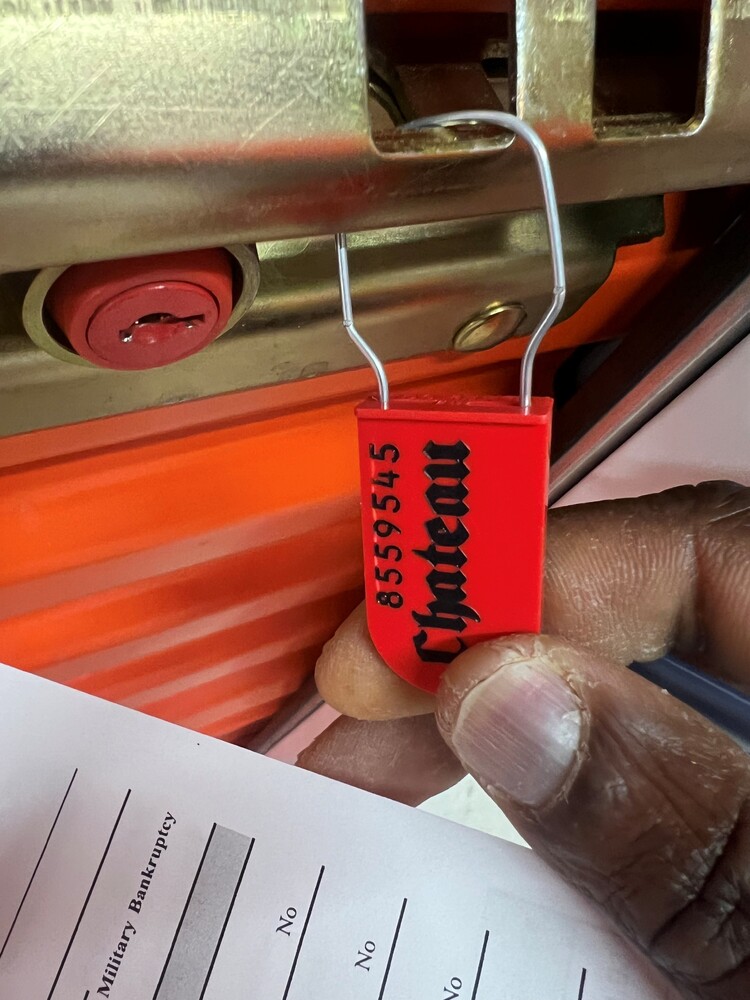 8559545
Chateau
Military Bankruptcy
No
No
No